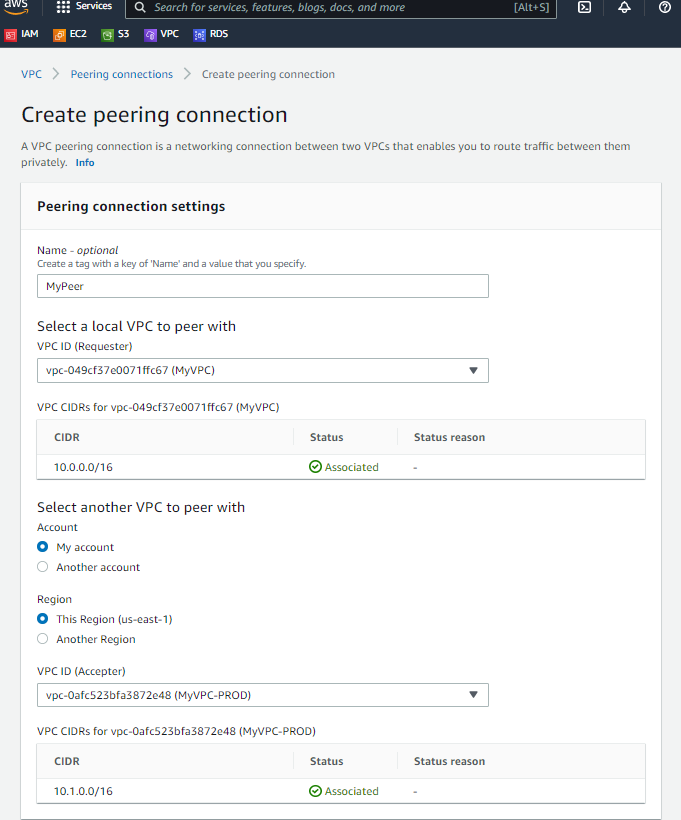 aws
Services
Search for services, features, blogs, docs, and more
[Alt+S]
IAM
EC2
S3
VPC
RDS
VPC
Peering connections
Create peering connection
Create peering connection
A VPC peering connection is a networking connection between two VPCs that enables you to route traffic between them
privately. Info
Peering connection settings
Name - optional
Create a tag with a key of 'Name' and a value that you specify.
MyPeer
Select a local VPC to peer with
VPC ID (Requester)
vpc-049cf37e0071ffc67 (MyVPC)
VPC CIDRs for vpc-049cf37e0071ffc67 (MyVPC)
CIDR Status Status reason
10.0.0.0/16 Associated -
Select another VPC to peer with
Account
My account
Another account
Region
This Region (us-east-1)
Another Region
VPC ID (Accepter)
vpc-0afc523bfa3872e48 (MyVPC-PROD)
VPC CIDRs for vpc-0afc523bfa3872e48 (MyVPC-PROD)
CIDR Status Status reason
10.1.0.0/16 Associated -